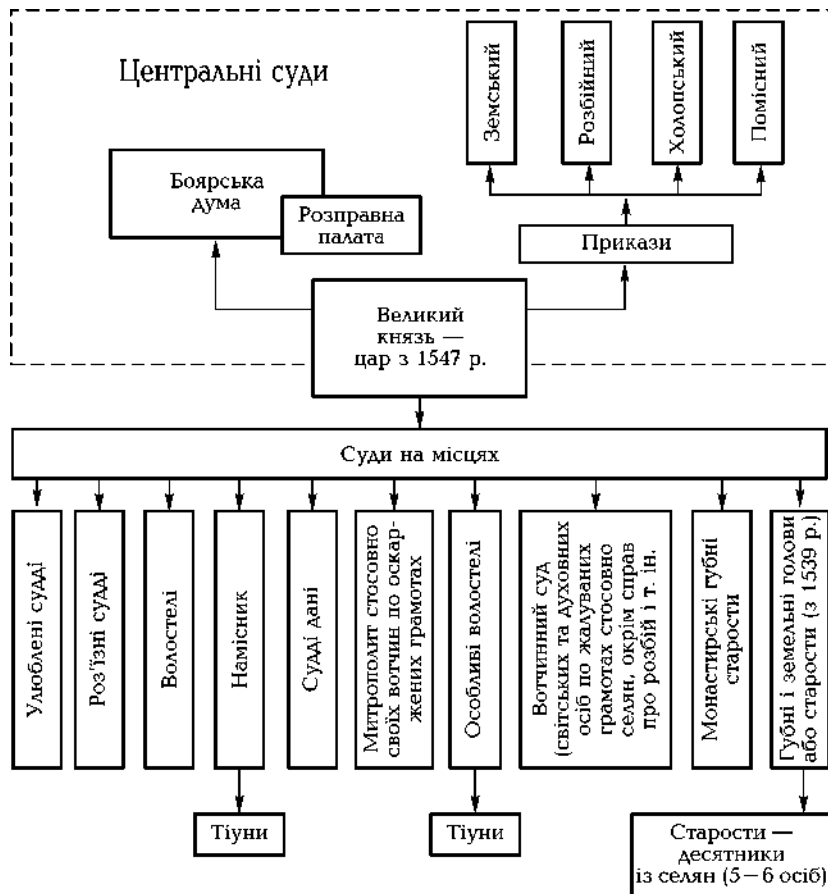 Центральні суди
Земський
Розбійний
Холопський
Помісний
Боярська
дума
Розправна
палата
Прикази
Великий
князь —
цар з 1547 р.
Суди на місцях
Улюблені судді
Роз’їзні судді
Волостелі
Намісник
Судді дані
Митрополит стосовно
своїх вотчин по оскар-
жених грамотах
Особливі волостелі
Вотчинний суд
(світських та духовних
осіб по жалуваних
грамотах стосовно
селян, окрім справ
про розбій і т. ін.
Монастирські губні
старости
Губні і земельні голови
або старости (з 1539 р.)
Тіуни
Тіуни
Старости —
десятники
із селян (5—6 осіб)